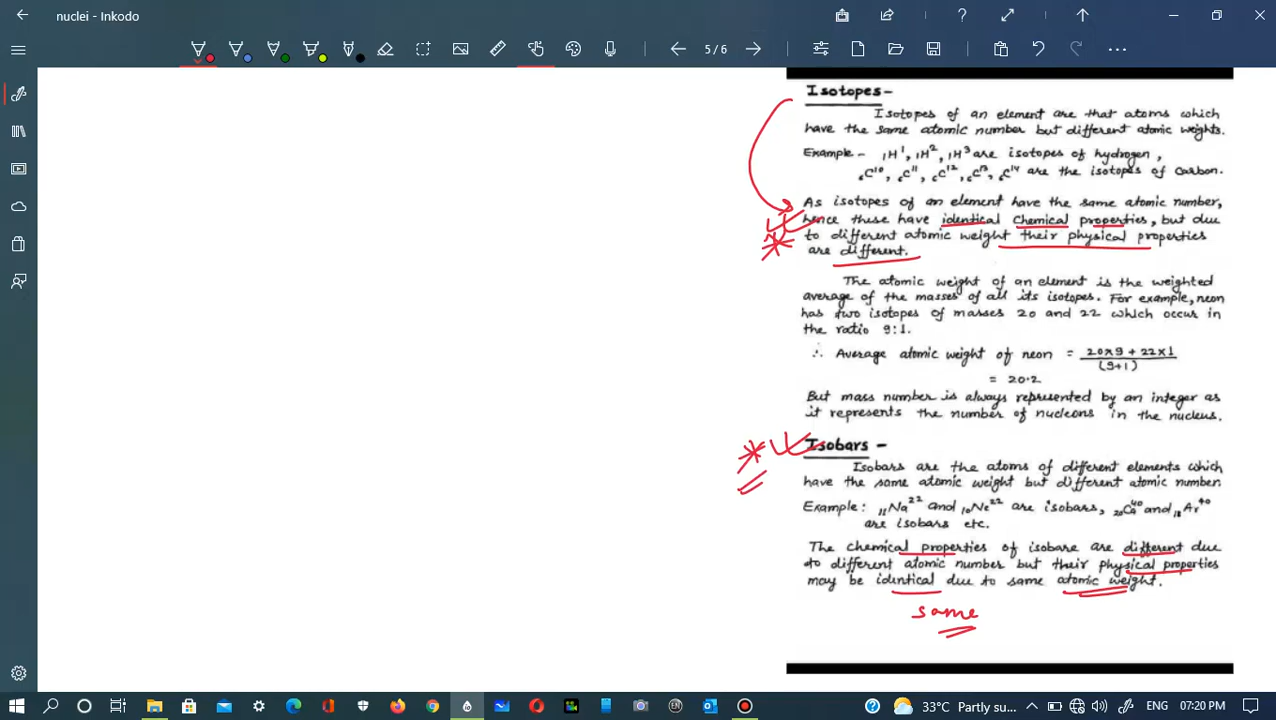 nuclei - Inkodo
5/6
Isotopes -
Isotopes of an element are that atoms which
have the same atomic number but different atomic weights.
Example - ₁H¹, ₁H², ₁H³ are isotopes of hydrogen,
₆C¹⁰, ₆C¹¹, ₆C¹², ₆C¹³, ₆C¹⁴ are the isotopes of Carbon.
As isotopes of an element have the same atomic number,
hence these have identical chemical properties, but due
to different atomic weight their physical properties
are different.
The atomic weight of an element is the weighted
average of the masses of all its isotopes. For example, neon
has two isotopes of masses 20 and 22 which occur in
the ratio 9:1.
∴ Average atomic weight of neon = 20×9 + 22×1 / (9+1)
= 20.2
But mass number is always represented by an integer as
it represents the number of nucleons in the nucleus.
Isobars -
Isobars are the atoms of different elements which
have the same atomic weight but different atomic number.
Example: ₁₁Na²² and ₁₀Ne²² are isobars, ₂₀Ca⁴⁰ and ₁₈Ar⁴⁰
are isobars etc.
The chemical properties of isobare are different due
to different atomic number but their physical properties
may be identical due to same atomic weight.
same
33°C Partly su... ENG 07:20 PM